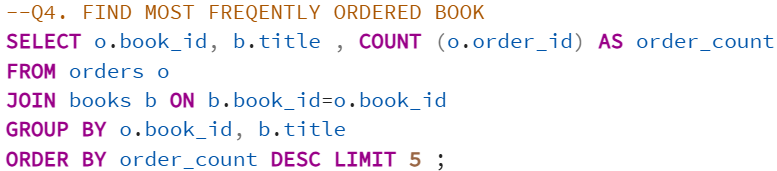 --Q4. FIND MOST FREQENTLY ORDERED BOOK
SELECT o.book_id, b.title , COUNT (o.order_id) AS order_count
FROM orders o
JOIN books b ON b.book_id=o.book_id
GROUP BY o.book_id, b.title
ORDER BY order_count DESC LIMIT 5 ;